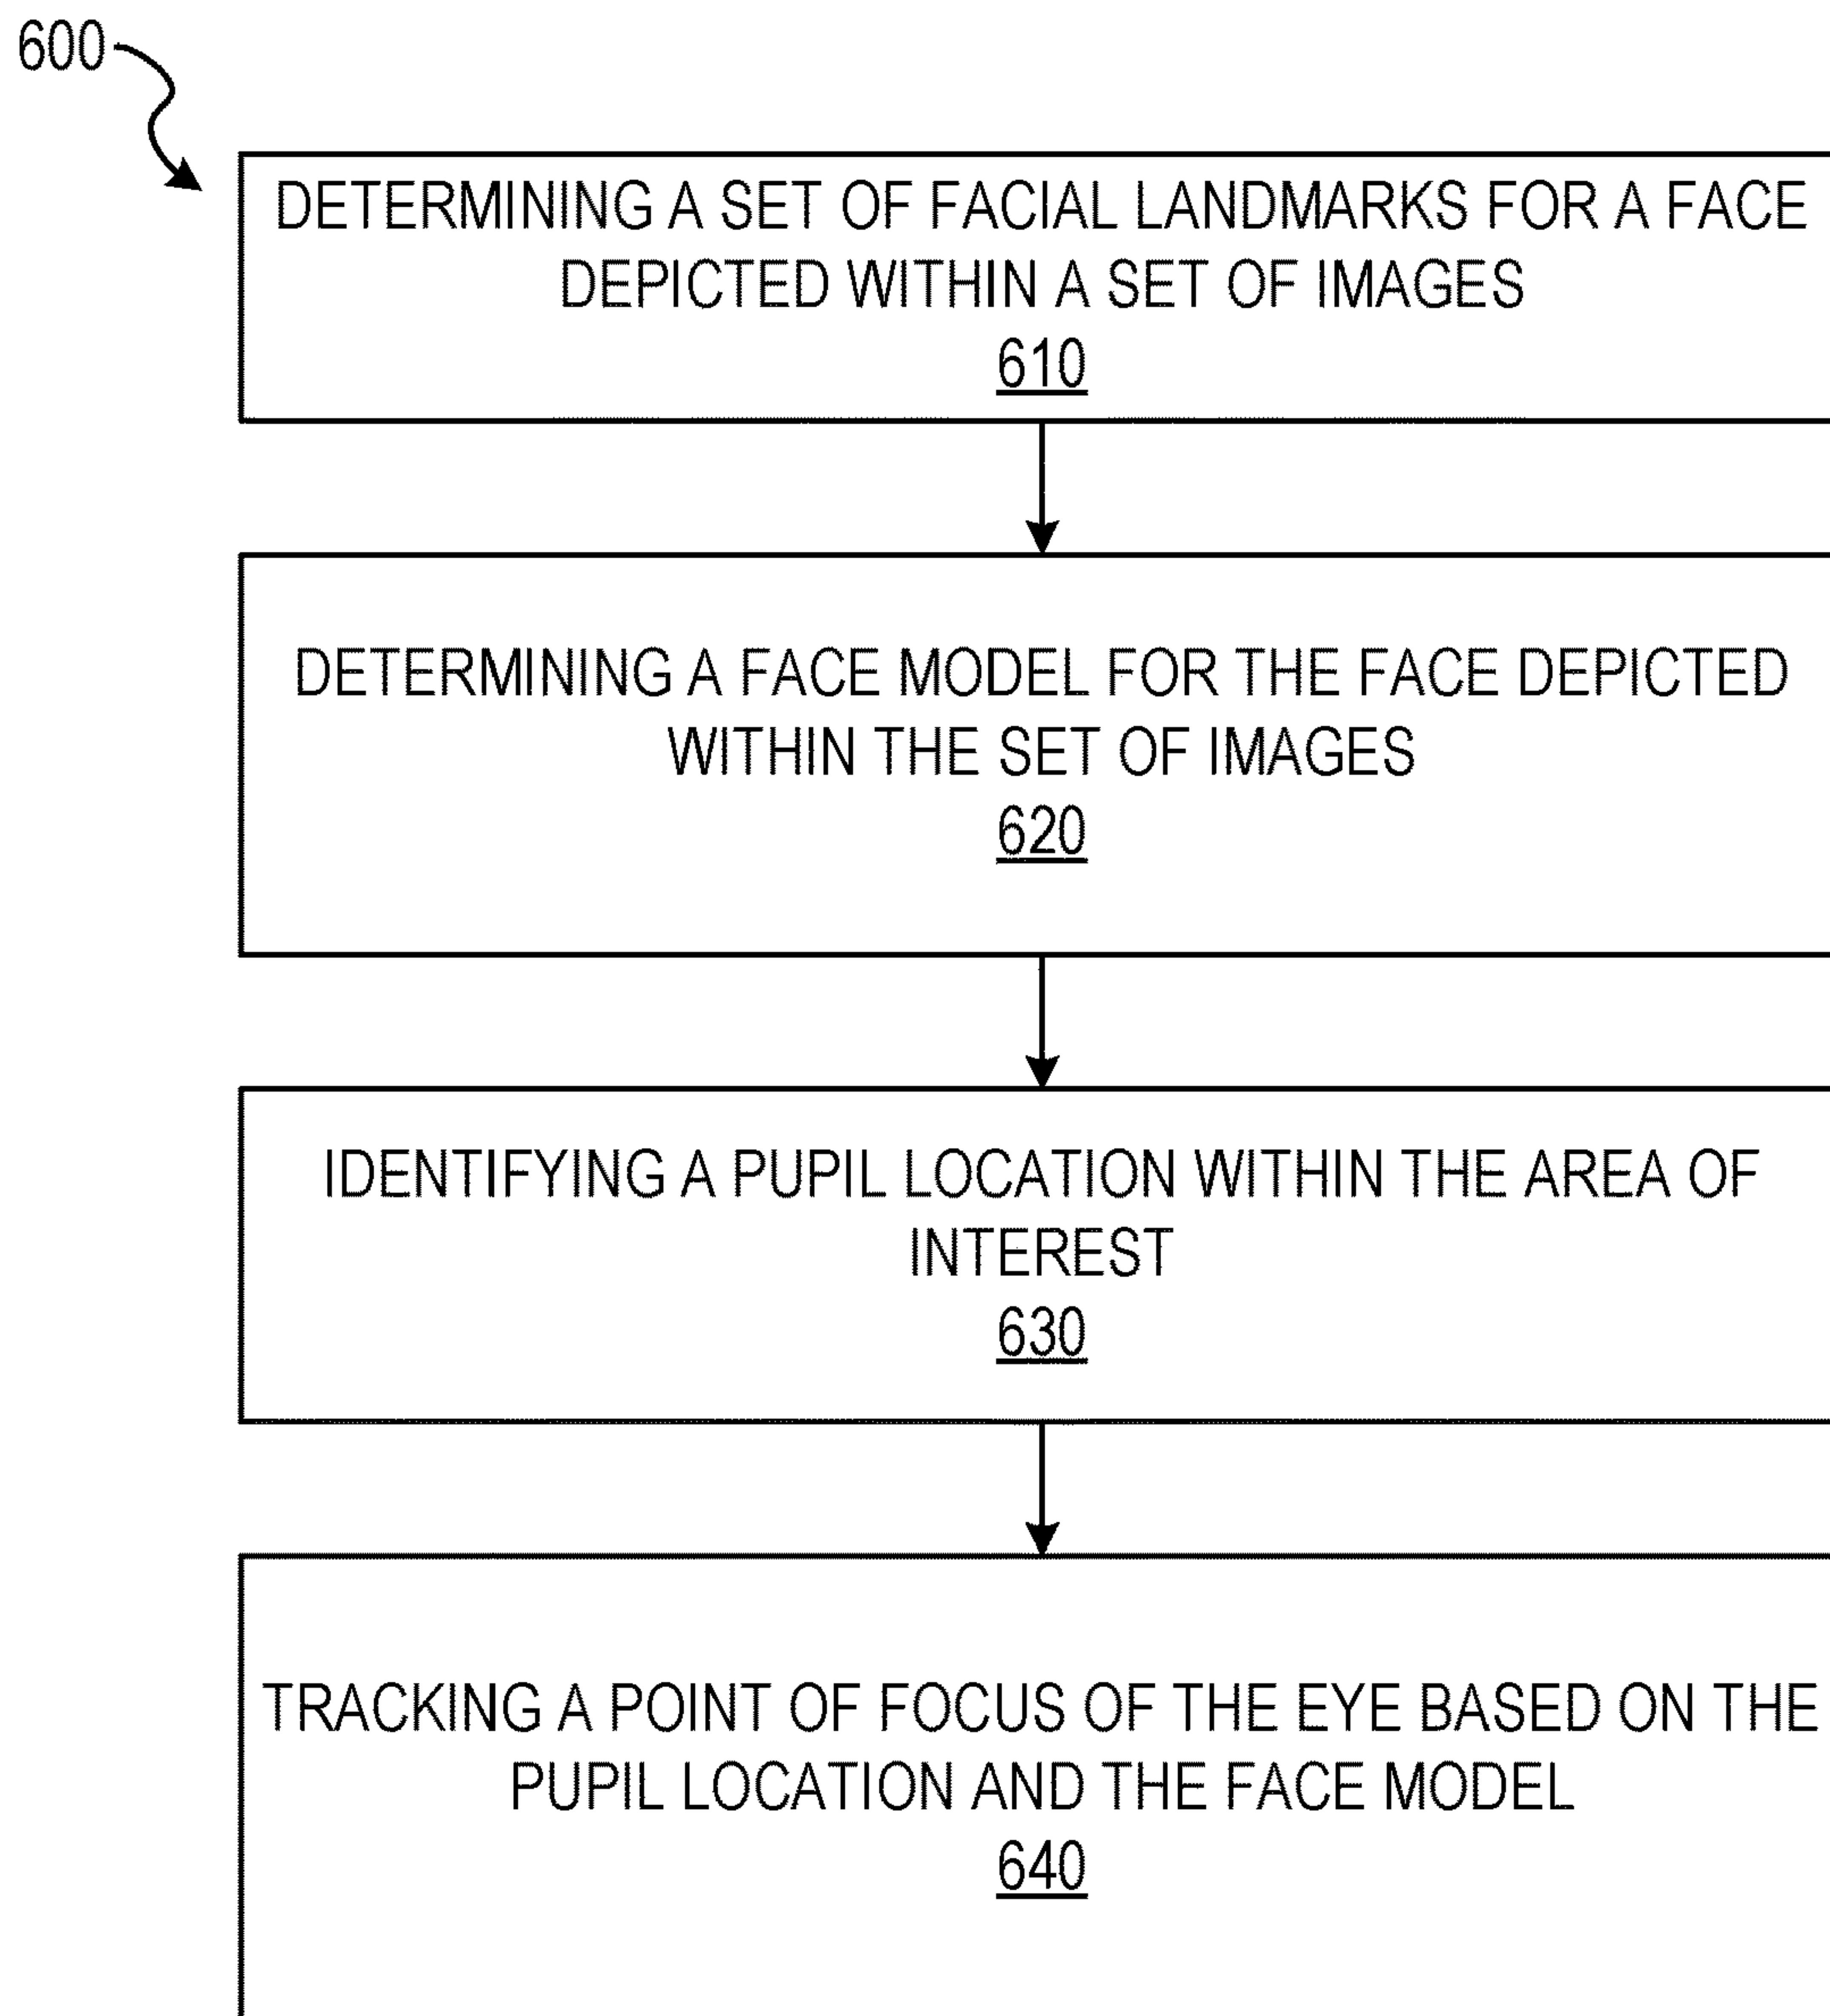 600
DETERMINING A SET OF FACIAL LANDMARKS FOR A FACE
DEPICTED WITHIN A SET OF IMAGES
610
DETERMINING A FACE MODEL FOR THE FACE DEPICTED
WITHIN THE SET OF IMAGES
620
IDENTIFYING A PUPIL LOCATION WITHIN THE AREA OF
INTEREST
630
TRACKING A POINT OF FOCUS OF THE EYE BASED ON THE
PUPIL LOCATION AND THE FACE MODEL
640